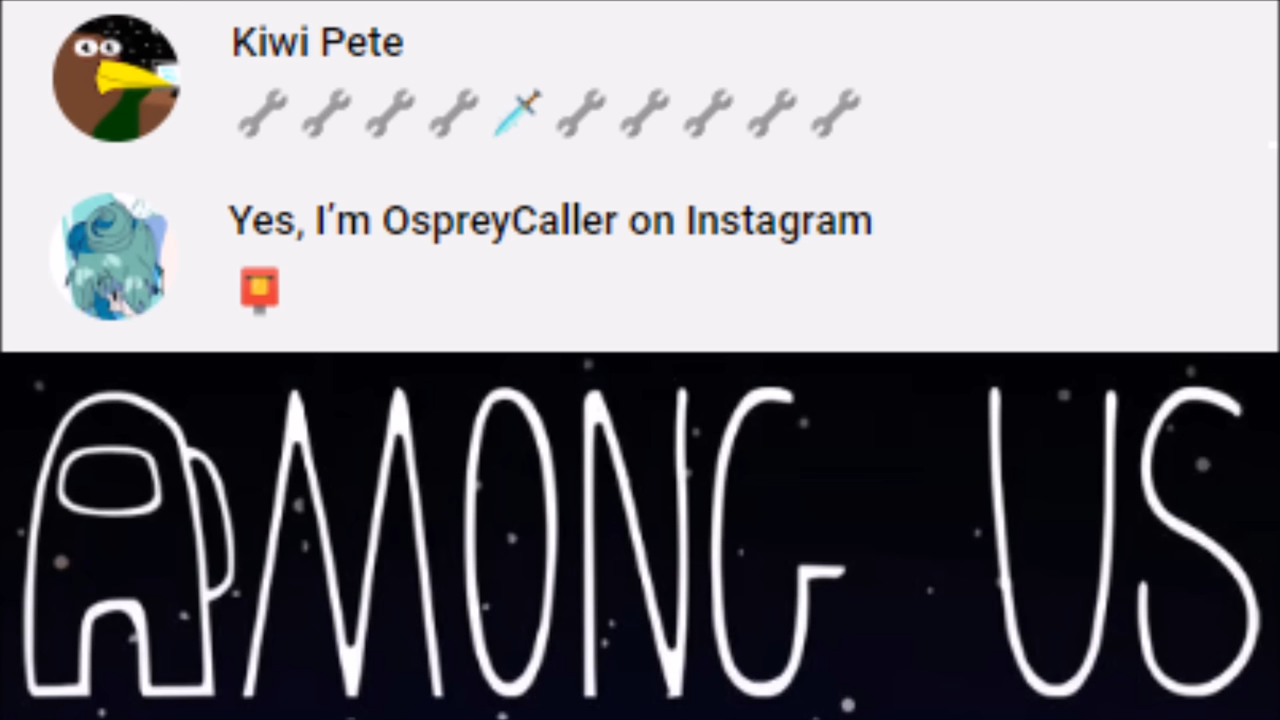 Kiwi Pete
🔧🔧🔧🔧🗡️🔧🔧🔧🔧🔧
Yes, I'm OspreyCaller on Instagram
📮
AMONG US